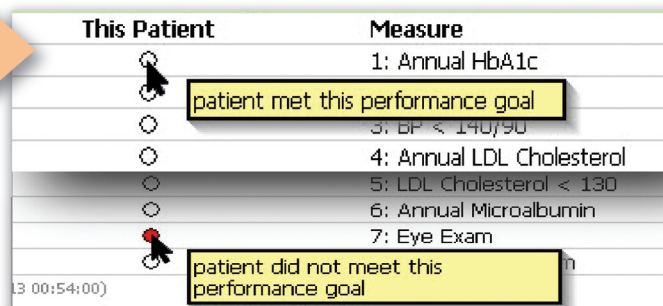 This Patient Measure
1: Annual HbA1c
patient met this performance goal
3: BP < 140/90
4: Annual LDL Cholesterol
5: LDL Cholesterol < 130
6: Annual Microalbumin
7: Eye Exam
patient did not meet this
performance goal
13 00:54:00)